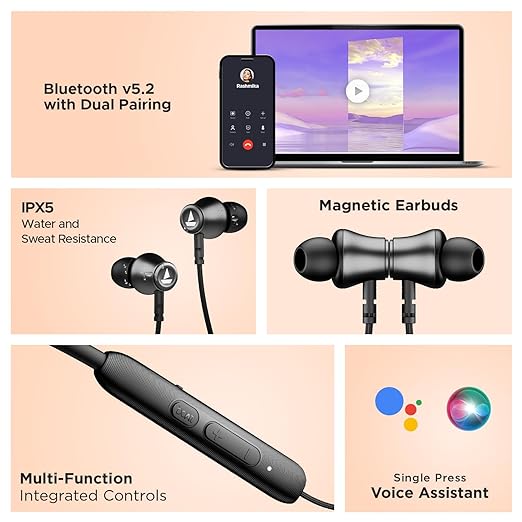 Bluetooth v5.2
with Dual Pairing
Rashmika
IPX5
Water and
Sweat Resistance
Magnetic Earbuds
Multi-Function
Integrated Controls
Single Press
Voice Assistant